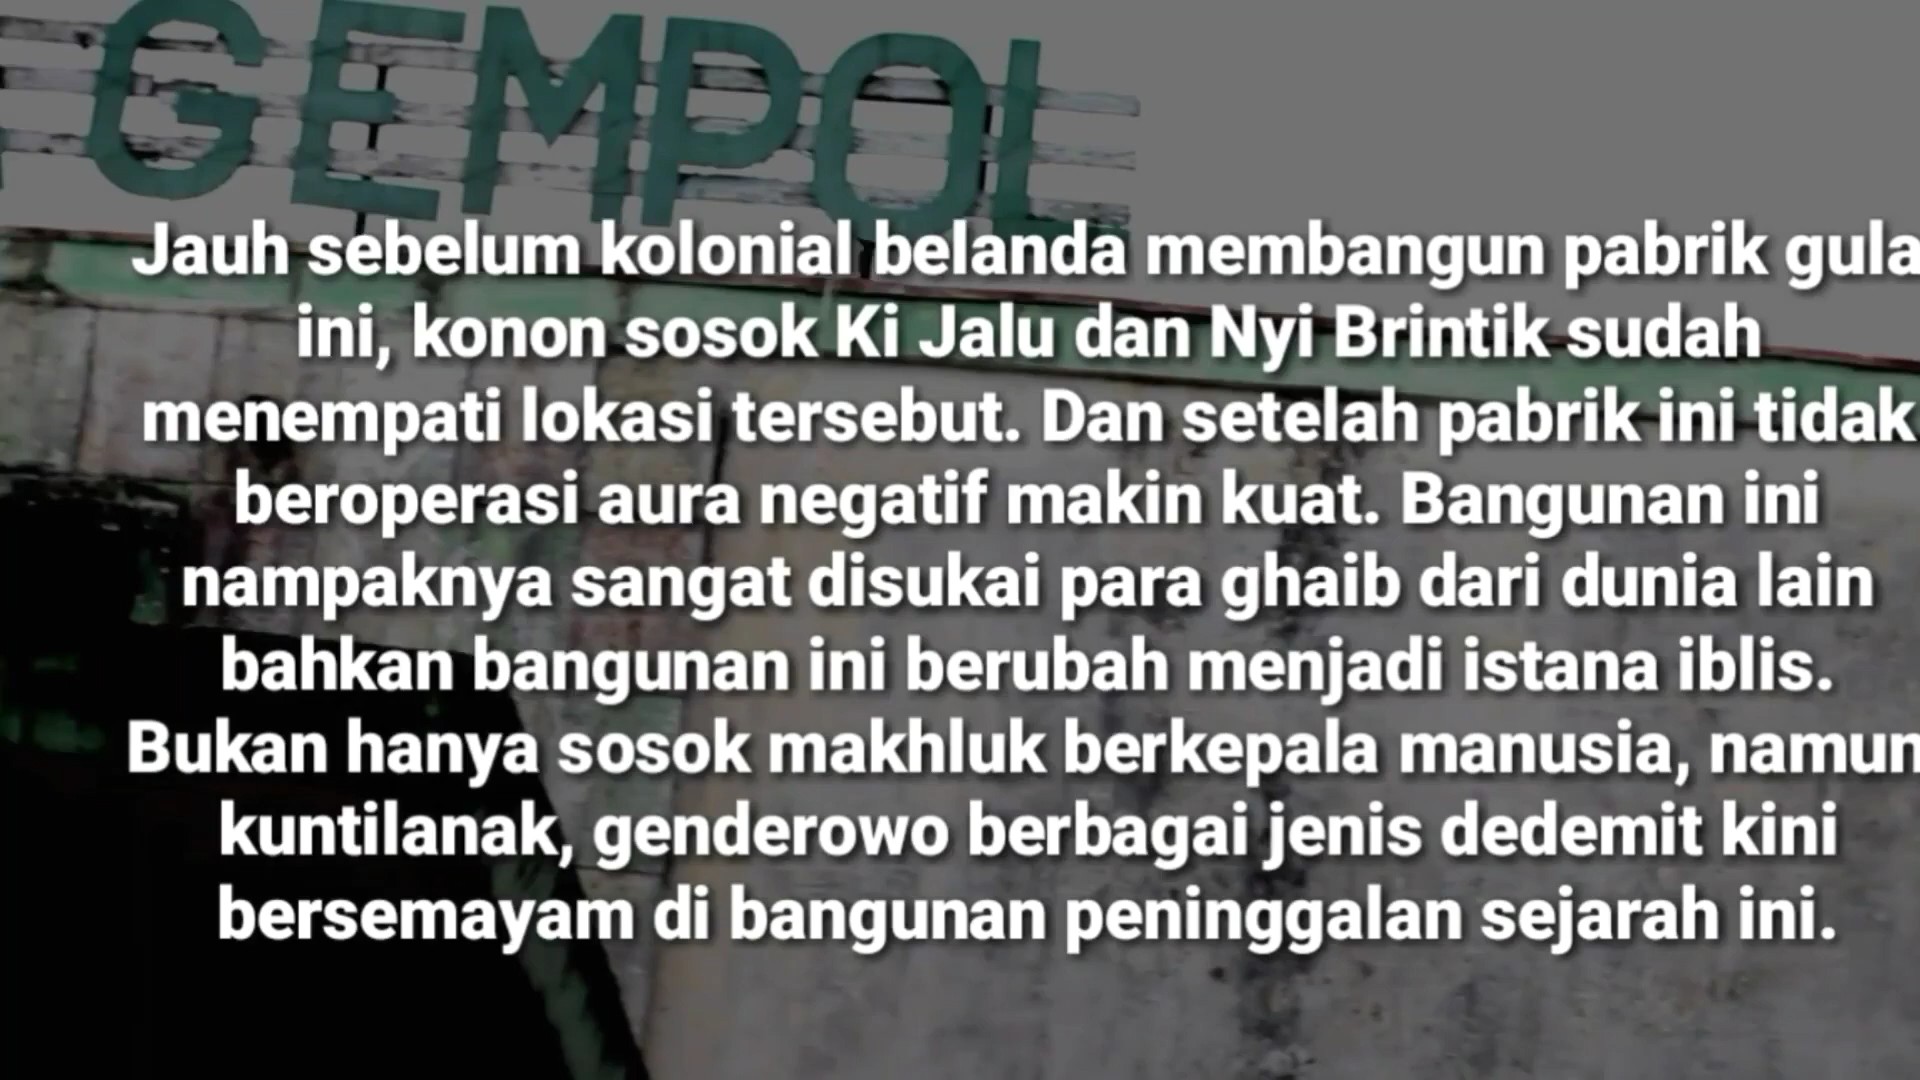 GEMPOL
Jauh sebelum kolonial belanda membangun pabrik gula
ini, konon sosok Ki Jalu dan Nyi Brintik sudah
menempati lokasi tersebut. Dan setelah pabrik ini tidak
beroperasi aura negatif makin kuat. Bangunan ini
nampaknya sangat disukai para ghaib dari dunia lain
bahkan bangunan ini berubah menjadi istana iblis.
Bukan hanya sosok makhluk berkepala manusia, namun
kuntilanak, genderowo berbagai jenis dedemit kini
bersemayam di bangunan peninggalan sejarah ini.